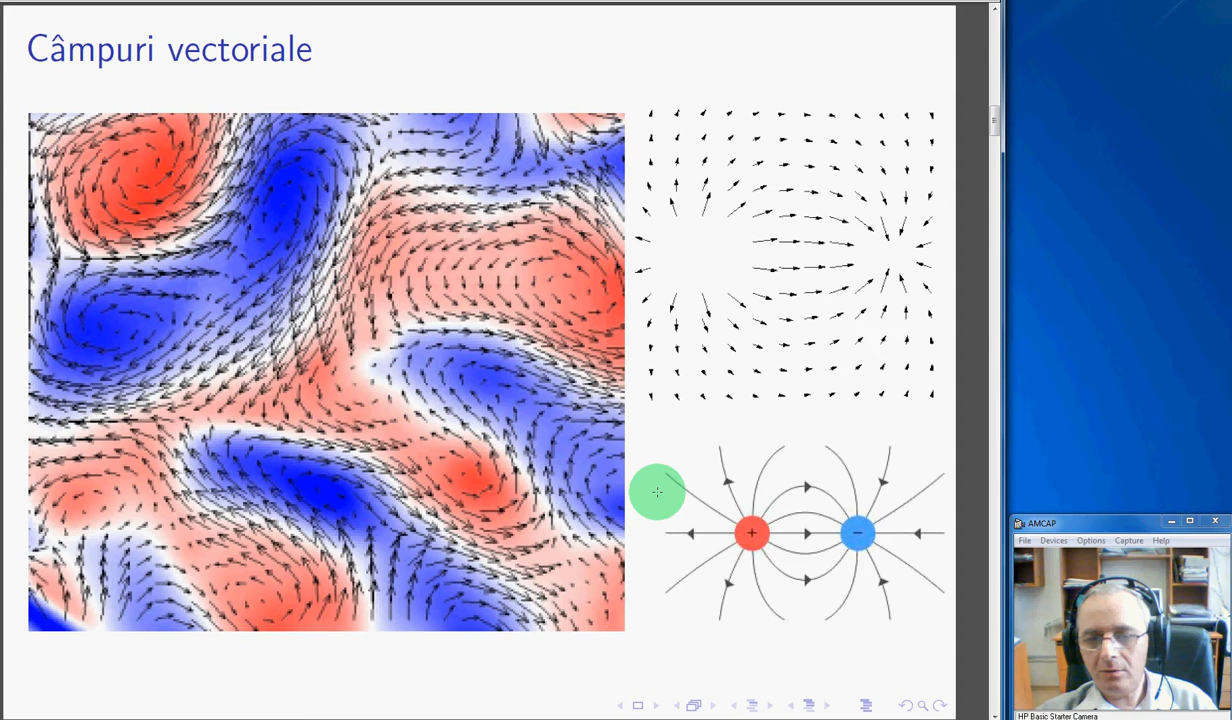 Câmpuri vectoriale
+
−
AMCAP
File Devices Options Capture Help
HP Basic Starter Camera